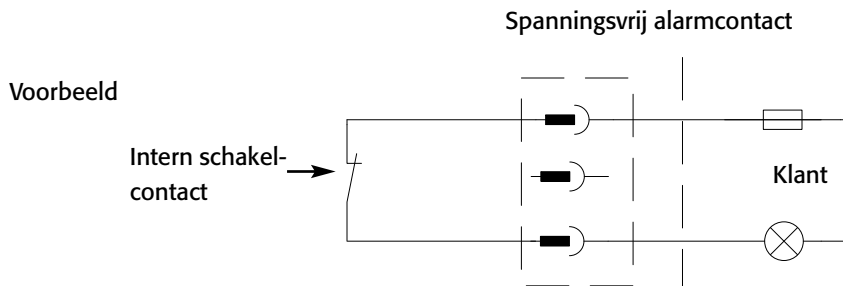 Spanningsvrij alarmcontact
Voorbeeld
Intern schakel-
contact
Klant